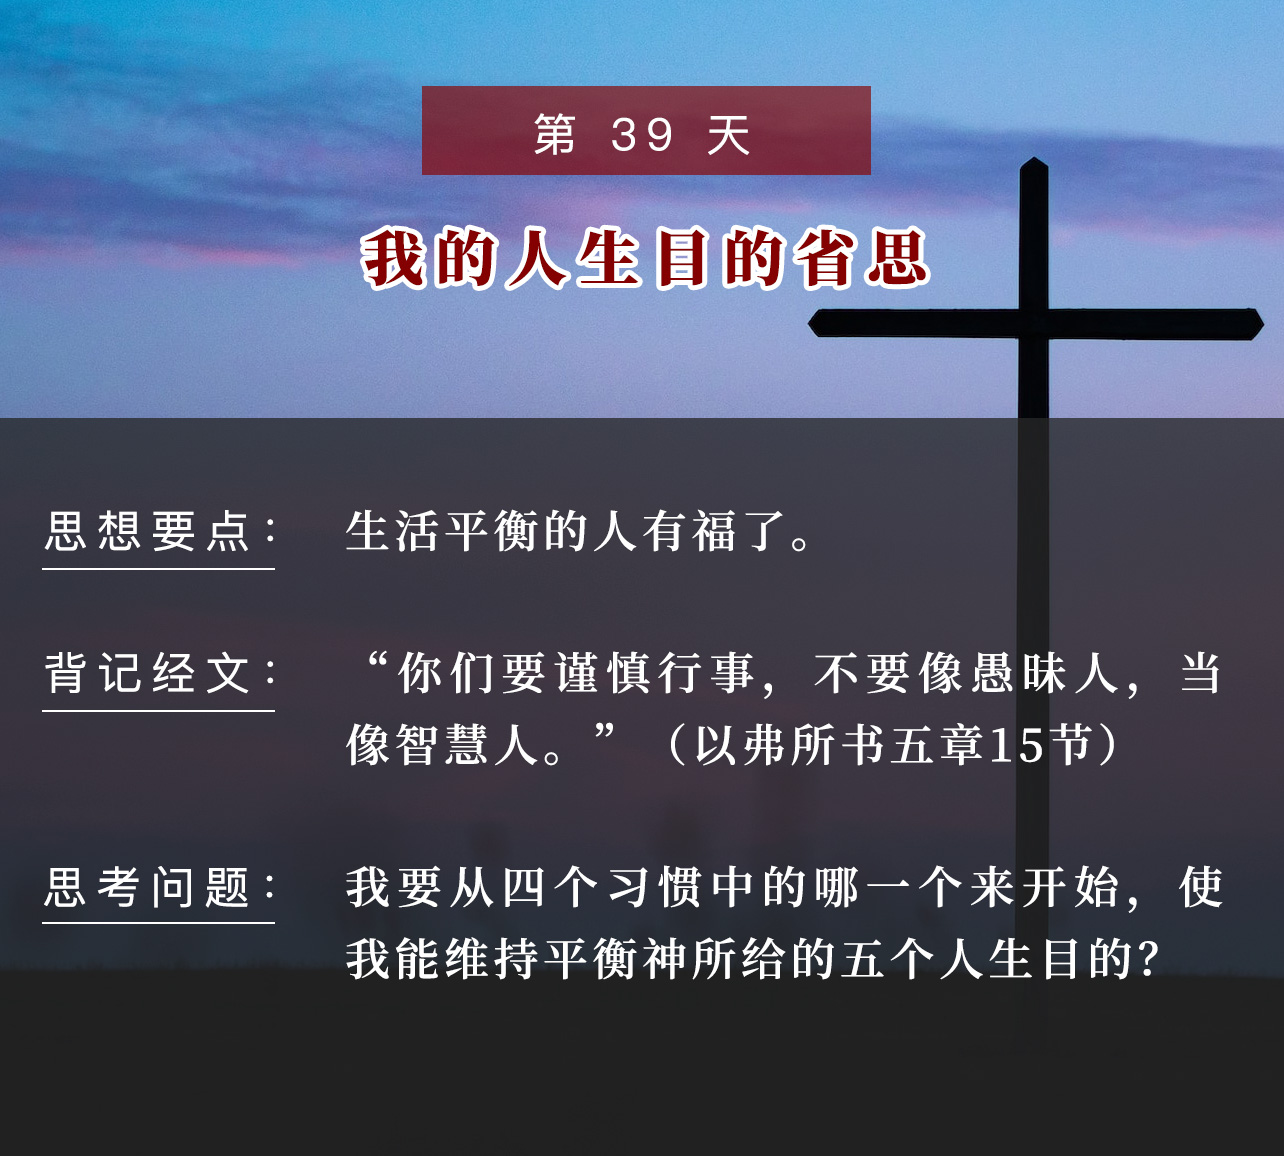 第 39 天
我的人生目的省思
思想要点：
生活平衡的人有福了。
背记经文：
“你们要谨慎行事，不要像愚昧人，当
像智慧人。”（以弗所书五章15节）
思考问题：
我要从四个习惯中的哪一个来开始，使
我能维持平衡神所给的五个人生目的？